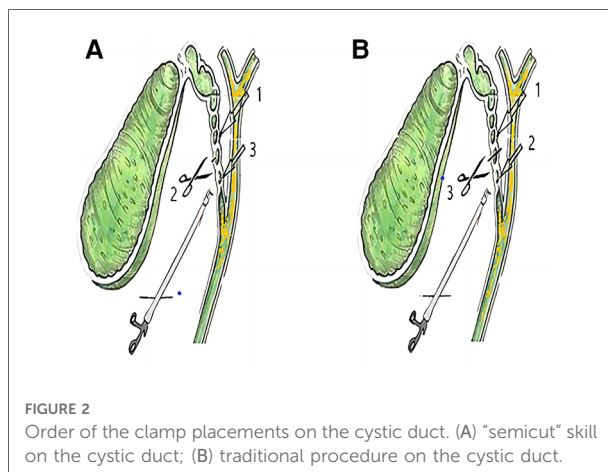 A
B
1
3
2
1
2
3
FIGURE 2
Order of the clamp placements on the cystic duct. (A) “semicut” skill
on the cystic duct; (B) traditional procedure on the cystic duct.